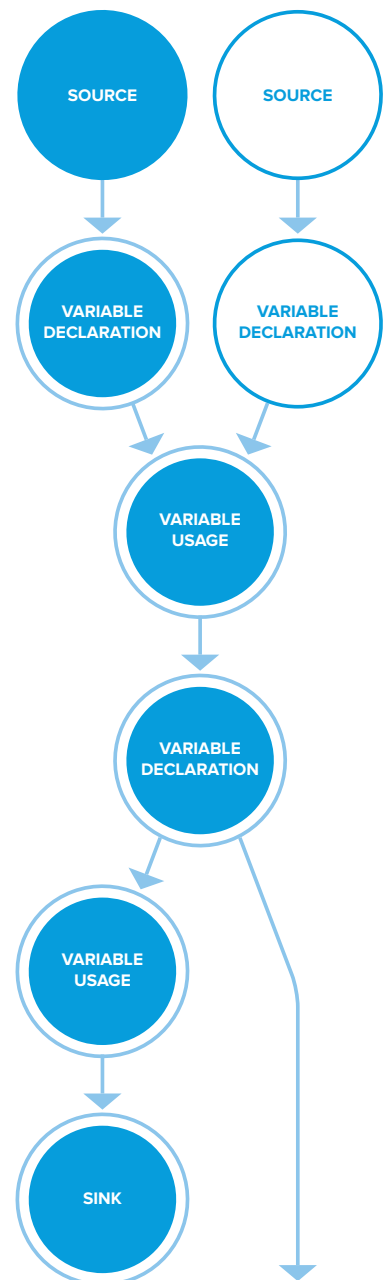 SOURCE
SOURCE
VARIABLE
DECLARATION
VARIABLE
DECLARATION
VARIABLE
USAGE
VARIABLE
DECLARATION
VARIABLE
USAGE
SINK